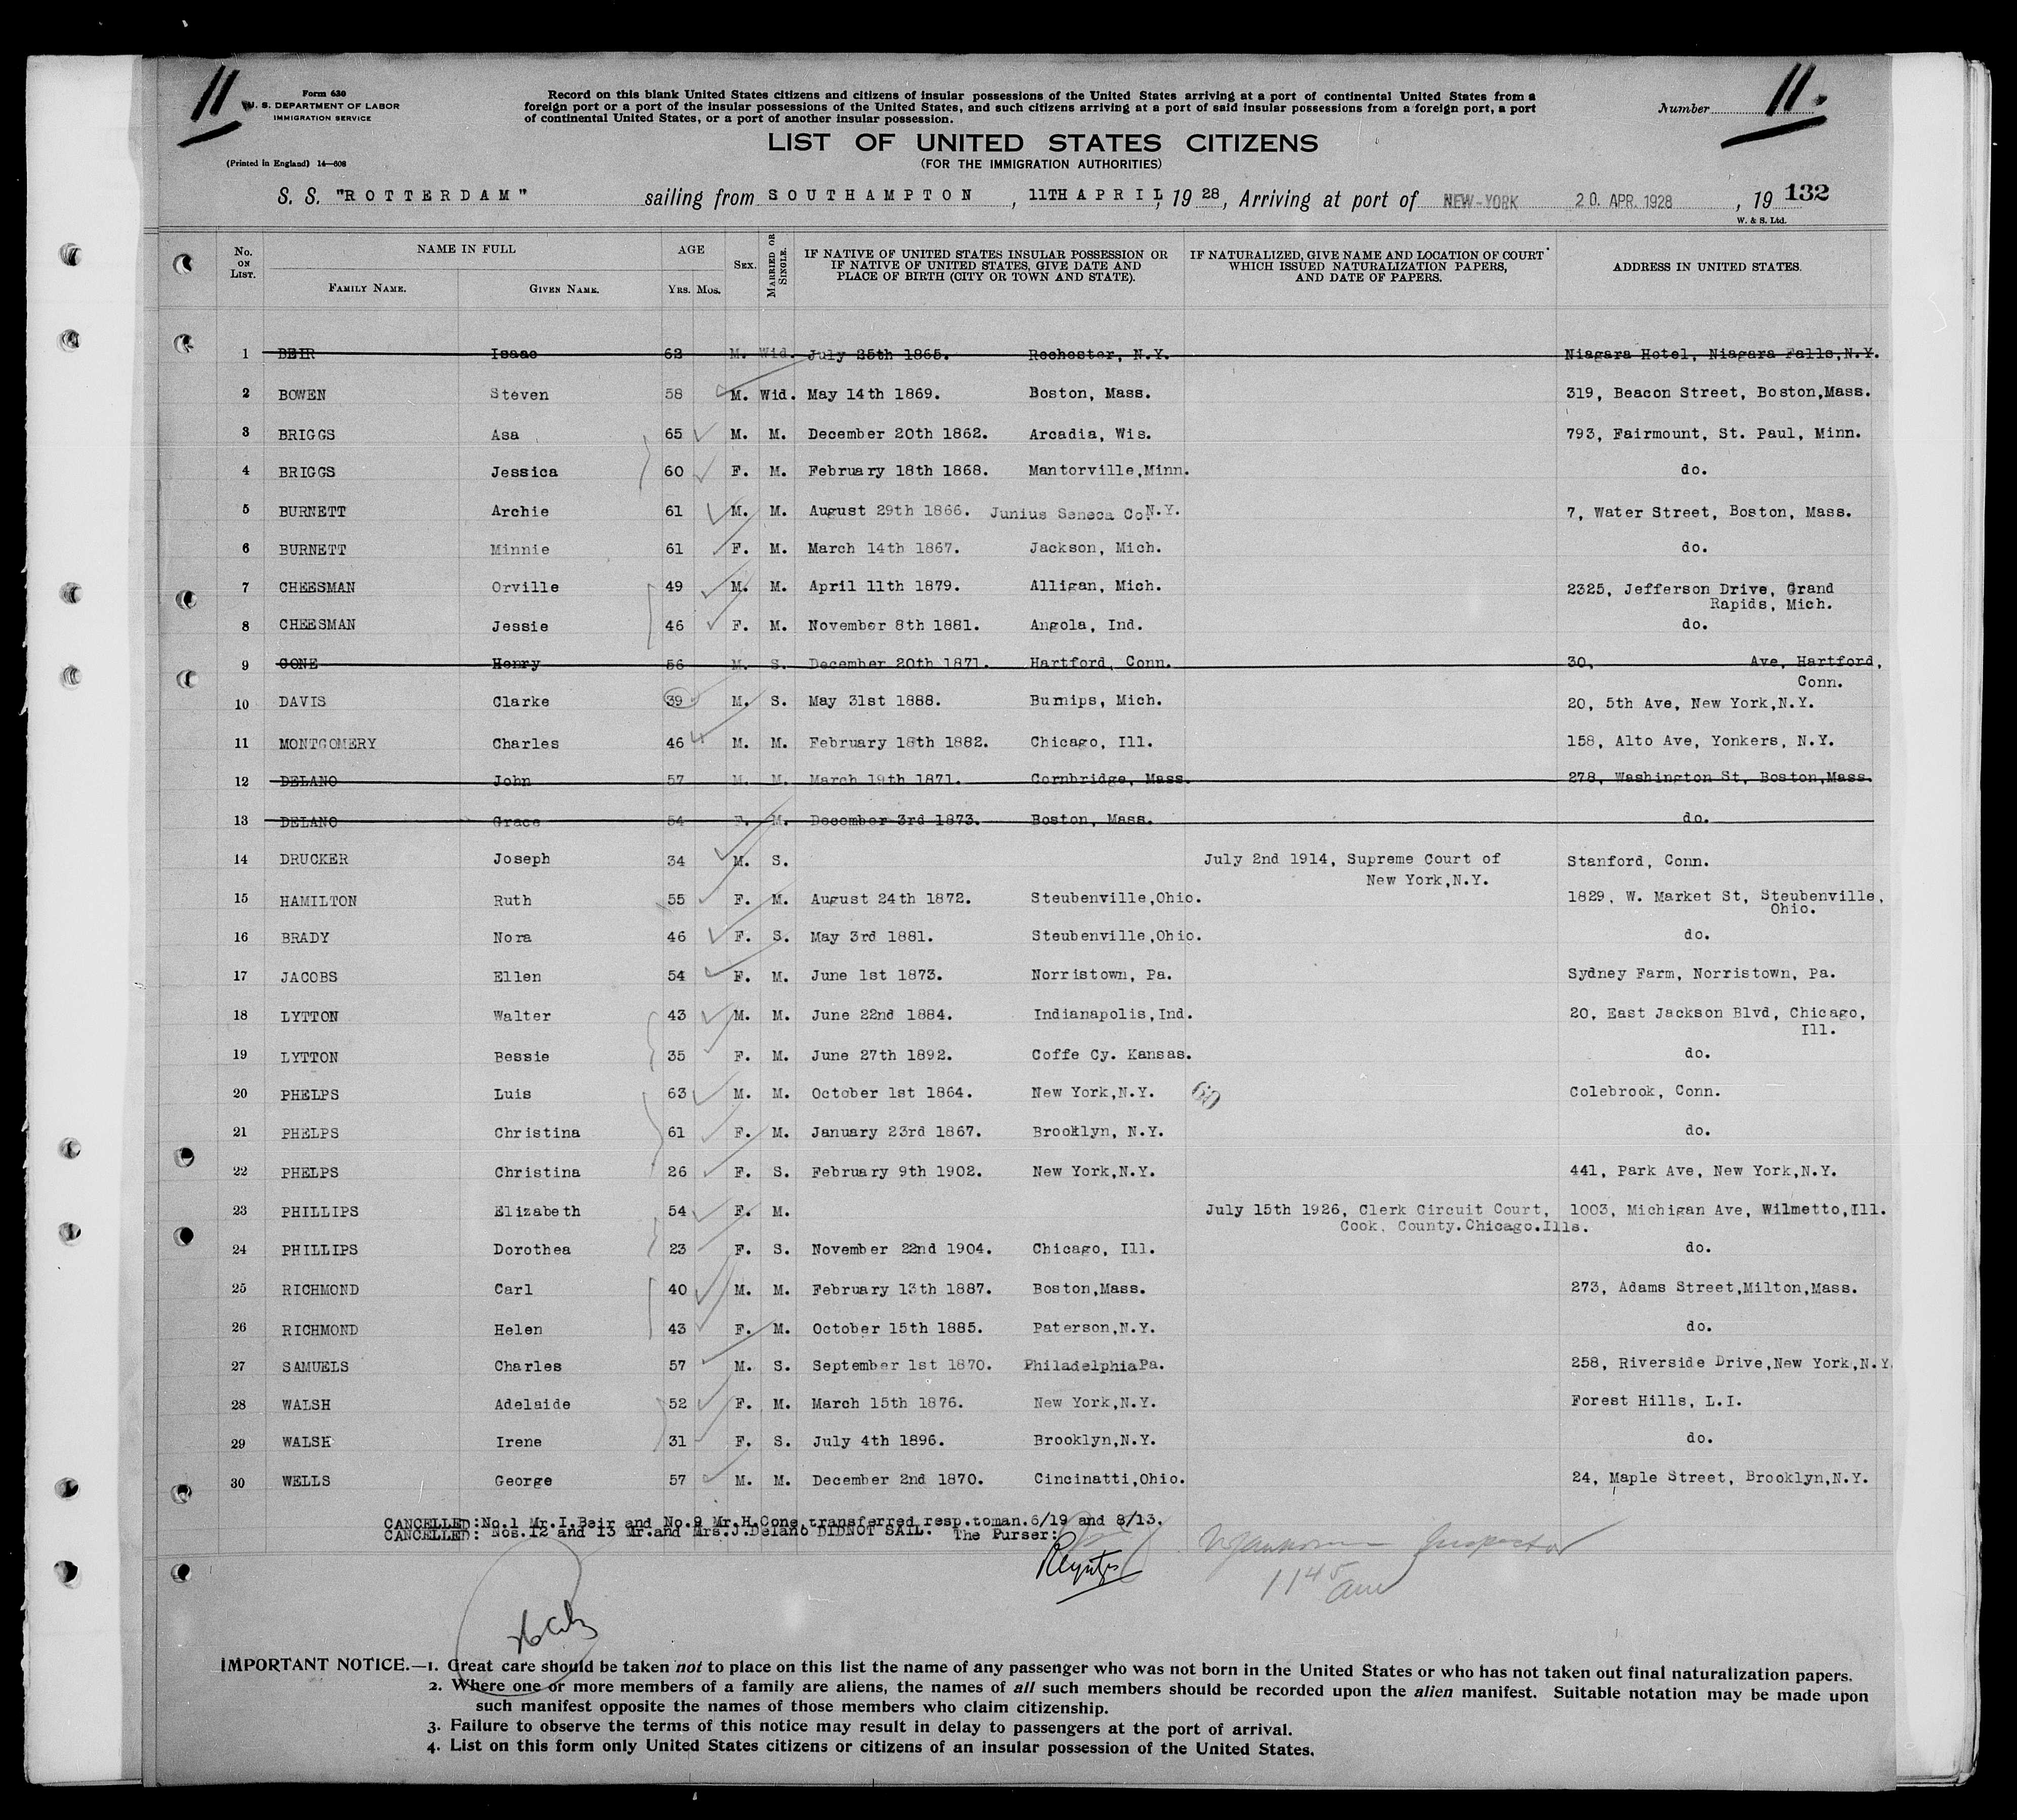 11.
Form 630
U. S. DEPARTMENT OF LABOR
IMMIGRATION SERVICE
(Printed in England) 14—608
Record on this blank United States citizens and citizens of insular possessions of the United States arriving at a port of continental United States from a
foreign port or a port of the insular possessions of the United States, and such citizens arriving at a port of said insular possessions from a foreign port, a port
of continental United States, or a port of another insular possession.
Number 11.
LIST OF UNITED STATES CITIZENS
(FOR THE IMMIGRATION AUTHORITIES)
S. S. "ROTTERDAM" sailing from SOUTHAMPTON, 11TH APRIL, 19 28, Arriving at port of NEW-YORK 20. APR. 1928, 19 132
W. & S. Ltd.
No. ON LIST. NAME IN FULL FAMILY NAME. GIVEN NAME. AGE YRS. MOS. SEX. MARRIED OR SINGLE. IF NATIVE OF UNITED STATES INSULAR POSSESSION OR IF NATIVE OF UNITED STATES, GIVE DATE AND PLACE OF BIRTH (CITY OR TOWN AND STATE). IF NATURALIZED, GIVE NAME AND LOCATION OF COURT WHICH ISSUED NATURALIZATION PAPERS, AND DATE OF PAPERS. ADDRESS IN UNITED STATES.
1 BEIR Isaac 62 M. Wid. July 25th 1865. Rochester, N.Y. Niagara Hotel, Niagara Falls,N.Y.
2 BOWEN Steven 58 M. Wid. May 14th 1869. Boston, Mass. 319, Beacon Street, Boston,Mass.
3 BRIGGS Asa 65 M. M. December 20th 1862. Arcadia, Wis. 793, Fairmount, St. Paul, Minn.
4 BRIGGS Jessica 60 F. M. February 18th 1868. Mantorville,Minn. do.
5 BURNETT Archie 61 M. M. August 29th 1866. Junius Seneca Co. N.Y. 7, Water Street, Boston, Mass.
6 BURNETT Minnie 61 F. M. March 14th 1867. Jackson, Mich. do.
7 CHEESMAN Orville 49 M. M. April 11th 1879. Alligan, Mich. 2325, Jefferson Drive, Grand
Rapids, Mich.
8 CHEESMAN Jessie 46 F. M. November 8th 1881. Angola, Ind. do.
9 CONE Henry 56 M. S. December 20th 1871. Hartford, Conn. 30, Ave, Hartford,
Conn.
10 DAVIS Clarke 39 M. S. May 31st 1888. Burnips, Mich. 20, 5th Ave, New York,N.Y.
11 MONTGOMERY Charles 46 M. M. February 18th 1882. Chicago, Ill. 158, Alto Ave, Yonkers, N.Y.
12 DELANO John 57 M. M. March 19th 1871. Cornbridge, Mass. 278, Washington St, Boston,Mass.
13 DELANO Grace 54 F. M. December 3rd 1873. Boston, Mass. do.
14 DRUCKER Joseph 34 M. S. July 2nd 1914, Supreme Court of Stanford, Conn.
New York,N.Y.
15 HAMILTON Ruth 55 F. M. August 24th 1872. Steubenville,Ohio. 1829, W. Market St, Steubenville,
Ohio.
16 BRADY Nora 46 F. S. May 3rd 1881. Steubenville,Ohio. do.
17 JACOBS Ellen 54 F. M. June 1st 1873. Norristown, Pa. Sydney Farm, Norristown, Pa.
18 LYTTON Walter 43 M. M. June 22nd 1884. Indianapolis,Ind. 20, East Jackson Blvd, Chicago,
Ill.
19 LYTTON Bessie 35 F. M. June 27th 1892. Coffe Cy. Kansas. do.
20 PHELPS Luis 63 M. M. October 1st 1864. New York,N.Y. 60 Colebrook, Conn.
21 PHELPS Christina 61 F. M. January 23rd 1867. Brooklyn, N.Y. do.
22 PHELPS Christina 26 F. S. February 9th 1902. New York,N.Y. 441, Park Ave, New York,N.Y.
23 PHILLIPS Elizabeth 54 F. M. July 15th 1926, Clerk Circuit Court, 1003, Michigan Ave, Wilmetto,Ill.
Cook, County.Chicago.Ills.
24 PHILLIPS Dorothea 23 F. S. November 22nd 1904. Chicago, Ill. do.
25 RICHMOND Carl 40 M. M. February 13th 1887. Boston,Mass. 273, Adams Street,Milton,Mass.
26 RICHMOND Helen 43 F. M. October 15th 1885. Paterson,N.Y. do.
27 SAMUELS Charles 57 M. S. September 1st 1870. Philadelphia Pa. 258, Riverside Drive,New York,N.Y.
28 WALSH Adelaide 52 F. M. March 15th 1876. New York,N.Y. Forest Hills, L.I.
29 WALSH Irene 31 F. S. July 4th 1896. Brooklyn,N.Y. do.
30 WELLS George 57 M. M. December 2nd 1870. Cincinatti,Ohio. 24, Maple Street, Brooklyn,N.Y.
CANCELLED:No.1 Mr.I.Beir and No.9 Mr.H.Cone transferred resp.toman.6/19 and 8/13.
CANCELLED: Nos.12 and 13 Mr.and Mrs.J.Delano DIDNOT SAIL. The Purser:
Inspector
11 45 am
IMPORTANT NOTICE.—1. Great care should be taken not to place on this list the name of any passenger who was not born in the United States or who has not taken out final naturalization papers.
2. Where one or more members of a family are aliens, the names of all such members should be recorded upon the alien manifest. Suitable notation may be made upon
such manifest opposite the names of those members who claim citizenship.
3. Failure to observe the terms of this notice may result in delay to passengers at the port of arrival.
4. List on this form only United States citizens or citizens of an insular possession of the United States.